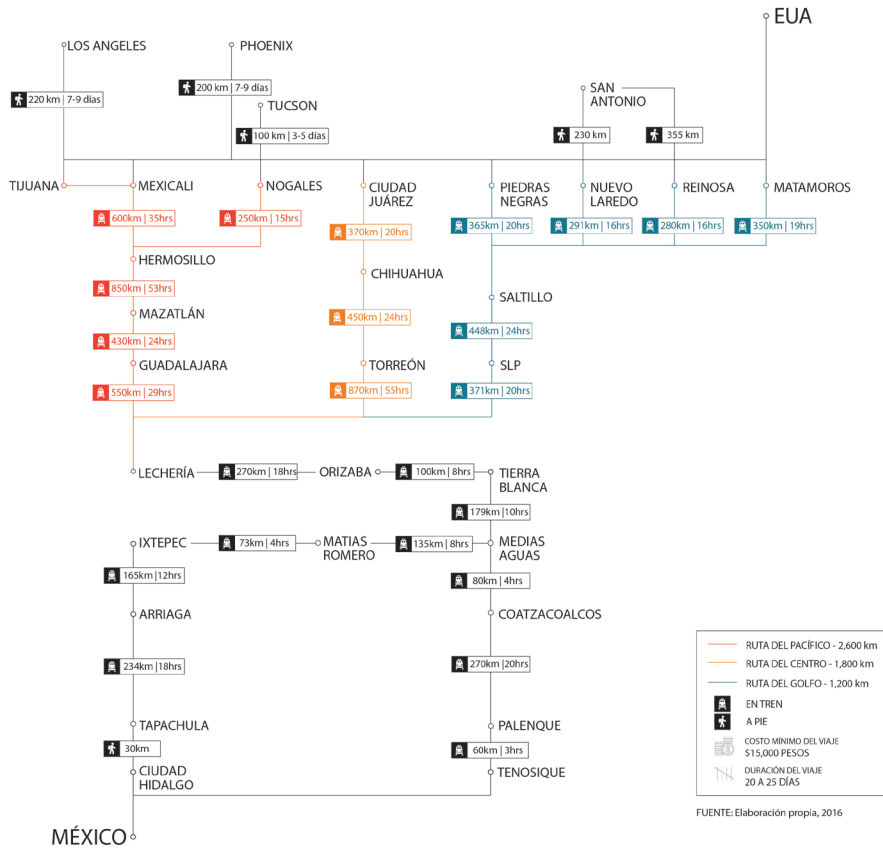 EUA
LOS ANGELES
PHOENIX
220 km | 7-9 días
200 km | 7-9 días
TUCSON
100 km | 3-5 días
SAN
ANTONIO
230 km
355 km
TIJUANA
MEXICALI
NOGALES
CIUDAD
JUÁREZ
PIEDRAS
NEGRAS
NUEVO
LAREDO
REINOSA
MATAMOROS
600km | 35hrs
250km | 15hrs
370km | 20hrs
365km | 20hrs
291km | 16hrs
280km | 16hrs
350km | 19hrs
HERMOSILLO
CHIHUAHUA
850km | 53hrs
SALTILLO
MAZATLÁN
450km | 24hrs
430km | 24hrs
448km | 24hrs
GUADALAJARA
TORREÓN
SLP
550km | 29hrs
870km | 55hrs
371km | 20hrs
LECHERÍA
270km | 18hrs
ORIZABA
100km | 8hrs
TIERRA
BLANCA
179km |10hrs
IXTEPEC
73km | 4hrs
MATIAS
ROMERO
135km | 8hrs
MEDIAS
AGUAS
165km |12hrs
80km | 4hrs
ARRIAGA
COATZACOALCOS
234km |18hrs
270km |20hrs
TAPACHULA
PALENQUE
30km
60km | 3hrs
CIUDAD
HIDALGO
TENOSIQUE
MÉXICO
RUTA DEL PACÍFICO - 2,600 km
RUTA DEL CENTRO - 1,800 km
RUTA DEL GOLFO - 1,200 km
EN TREN
A PIE
COSTO MÍNIMO DEL VIAJE
$15,000 PESOS
DURACIÓN DEL VIAJE
20 A 25 DÍAS
FUENTE: Elaboración propia, 2016